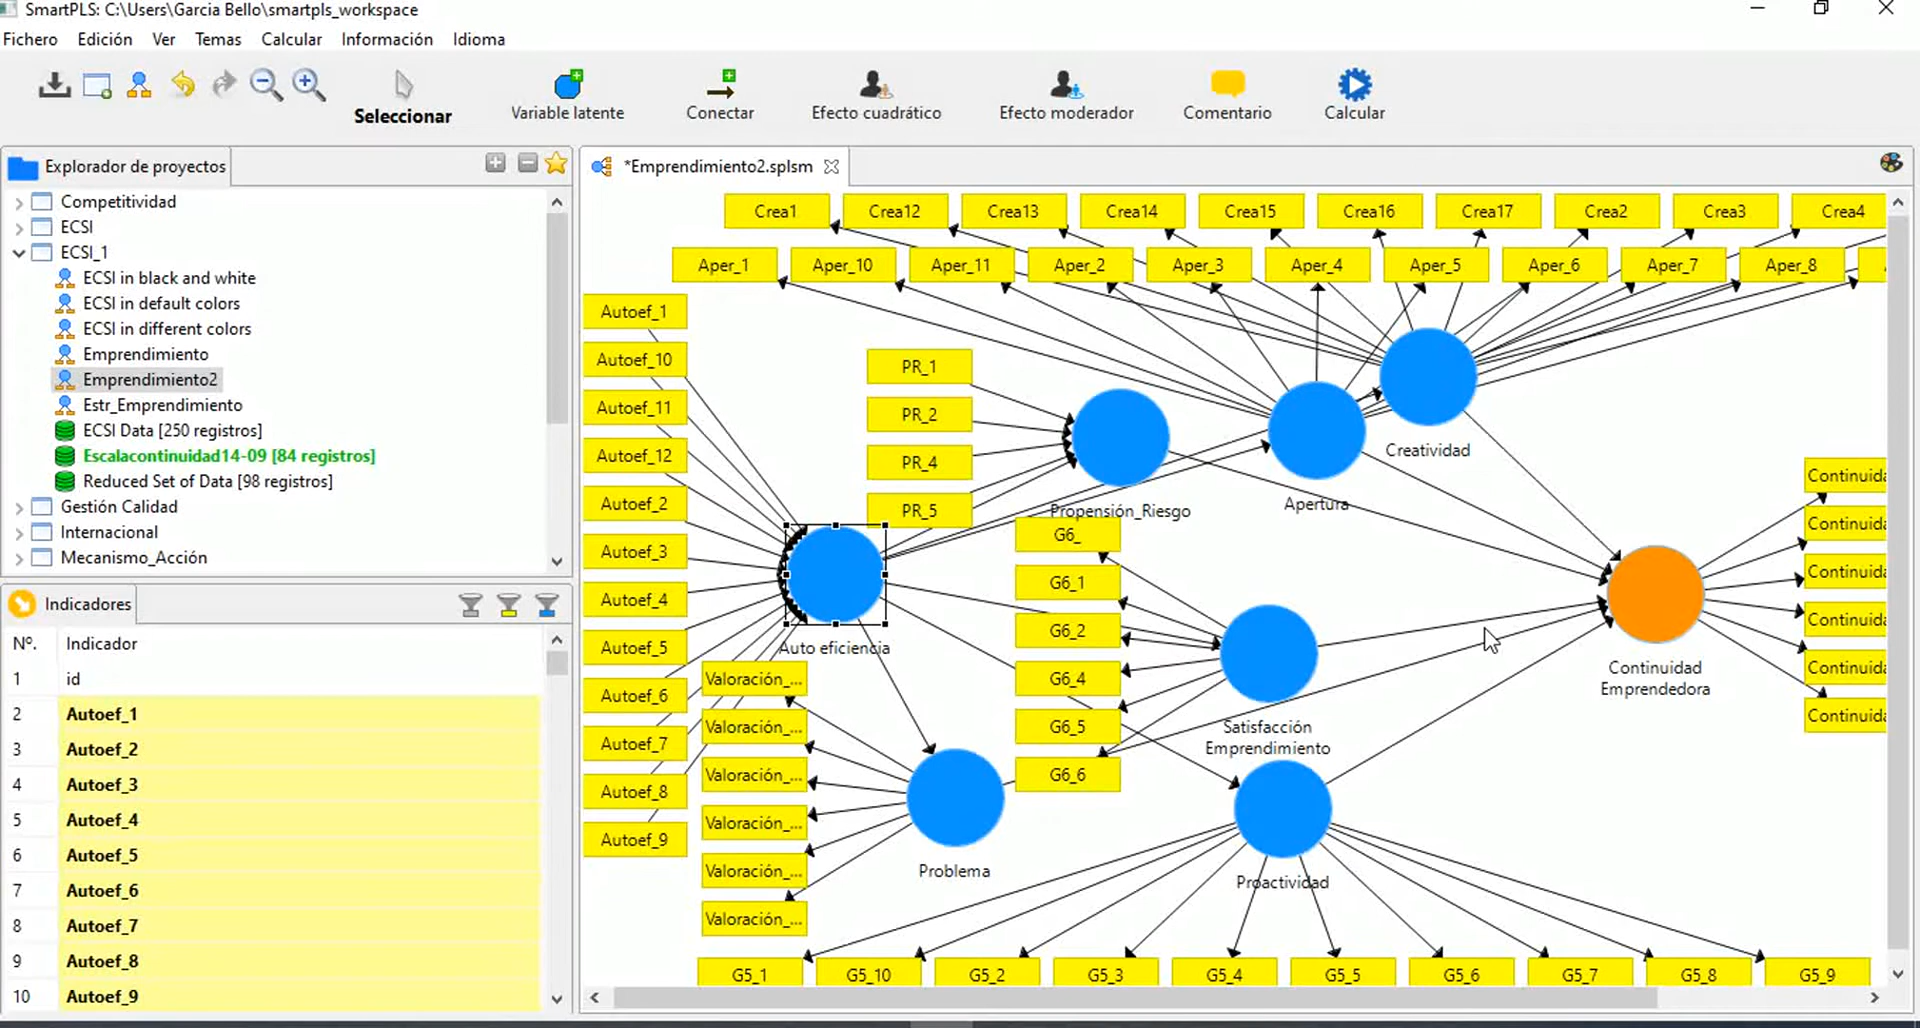 SmartPLS: C:\Users\Garcia Bello\smartpls_workspace
Fichero Edición Ver Temas Calcular Información Idioma
Seleccionar Variable latente Conectar Efecto cuadrático Efecto moderador Comentario Calcular
Explorador de proyectos
Competitividad
ECSI
ECSI_1
ECSI in black and white
ECSI in default colors
ECSI in different colors
Emprendimiento
Emprendimiento2
Estr_Emprendimiento
ECSI Data [250 registros]
Escalacontinuidad14-09 [84 registros]
Reduced Set of Data [98 registros]
Gestión Calidad
Internacional
Mecanismo_Acción
Indicadores
Nº. Indicador
1 id
2 Autoef_1
3 Autoef_2
4 Autoef_3
5 Autoef_4
6 Autoef_5
7 Autoef_6
8 Autoef_7
9 Autoef_8
10 Autoef_9
*Emprendimiento2.splsm
Crea1 Crea12 Crea13 Crea14 Crea15 Crea16 Crea17 Crea2 Crea3 Crea4
Aper_1 Aper_10 Aper_11 Aper_2 Aper_3 Aper_4 Aper_5 Aper_6 Aper_7 Aper_8
Autoef_1
Autoef_10
Autoef_11
Autoef_12
Autoef_2
Autoef_3
Autoef_4
Autoef_5
Autoef_6
Autoef_7
Autoef_8
Autoef_9
PR_1
PR_2
PR_4
PR_5
Propensión_Riesgo
Apertura
Creatividad
Auto eficiencia
G6_
G6_1
G6_2
G6_4
G6_5
G6_6
Satisfacción
Emprendimiento
Continuidad
Emprendedora
Continuida
Continuida
Continuida
Continuida
Continuida
Continuida
Valoración_...
Valoración_...
Valoración_...
Valoración_...
Valoración_...
Valoración_...
Problema
Proactividad
G5_1 G5_10 G5_2 G5_3 G5_4 G5_5 G5_6 G5_7 G5_8 G5_9